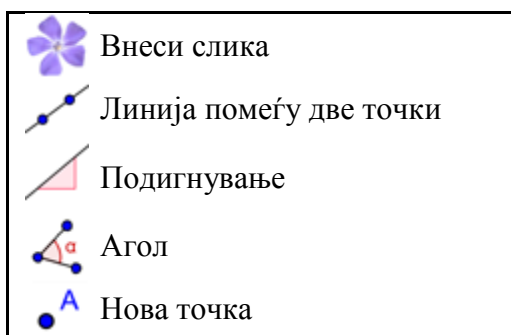 Внеси слика
Линија помеѓу две точки
Подигнување
α
Агол
A
Нова точка